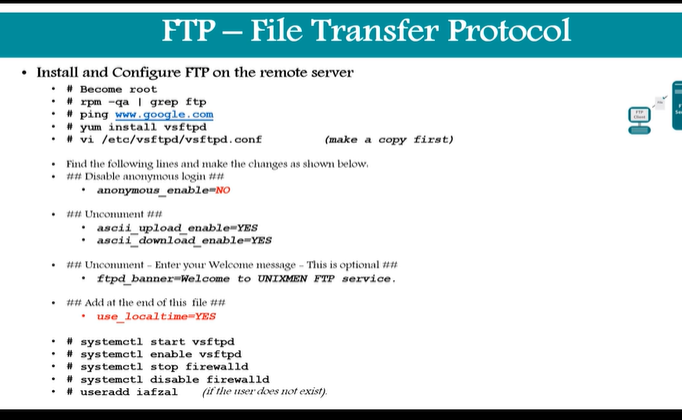 FTP – File Transfer Protocol
• Install and Configure FTP on the remote server
• # Become root
• # rpm -qa | grep ftp
• # ping www.google.com
• # yum install vsftpd
• # vi /etc/vsftpd/vsftpd.conf (make a copy first)
• Find the following lines and make the changes as shown below.
• ## Disable anonymous login ##
• anonymous_enable=NO
• ## Uncomment ##
• ascii_upload_enable=YES
• ascii_download_enable=YES
• ## Uncomment – Enter your Welcome message – This is optional ##
• ftpd_banner=Welcome to UNIXMEN FTP service.
• ## Add at the end of this file ##
• use_localtime=YES
• # systemctl start vsftpd
• # systemctl enable vsftpd
• # systemctl stop firewalld
• # systemctl disable firewalld
• # useradd iafzal (if the user does not exist).
FTP
Client